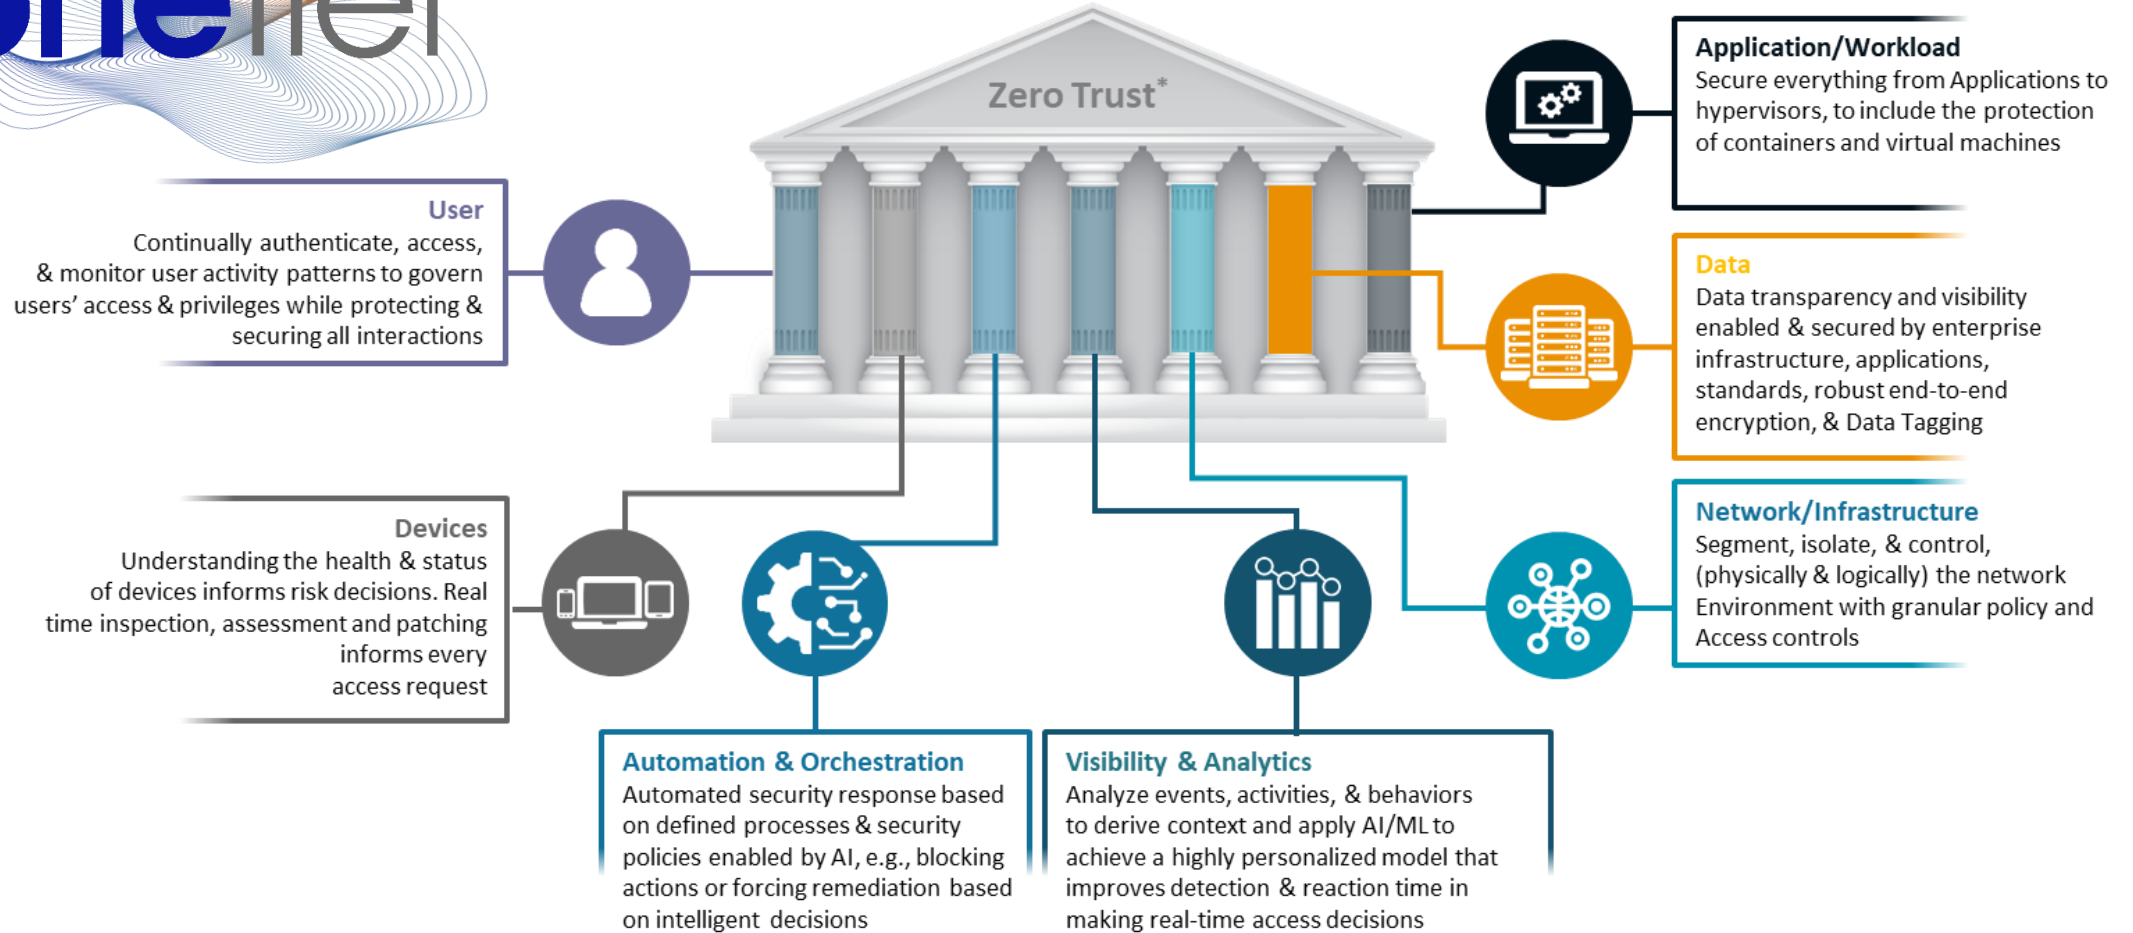 Zero Trust*
User
Continually authenticate, access,
& monitor user activity patterns to govern
users’ access & privileges while protecting &
securing all interactions
Devices
Understanding the health & status
of devices informs risk decisions. Real
time inspection, assessment and patching
informs every
access request
Automation & Orchestration
Automated security response based
on defined processes & security
policies enabled by AI, e.g., blocking
actions or forcing remediation based
on intelligent decisions
Visibility & Analytics
Analyze events, activities, & behaviors
to derive context and apply AI/ML to
achieve a highly personalized model that
improves detection & reaction time in
making real-time access decisions
Application/Workload
Secure everything from Applications to
hypervisors, to include the protection
of containers and virtual machines
Data
Data transparency and visibility
enabled & secured by enterprise
infrastructure, applications,
standards, robust end-to-end
encryption, & Data Tagging
Network/Infrastructure
Segment, isolate, & control,
(physically & logically) the network
Environment with granular policy and
Access controls